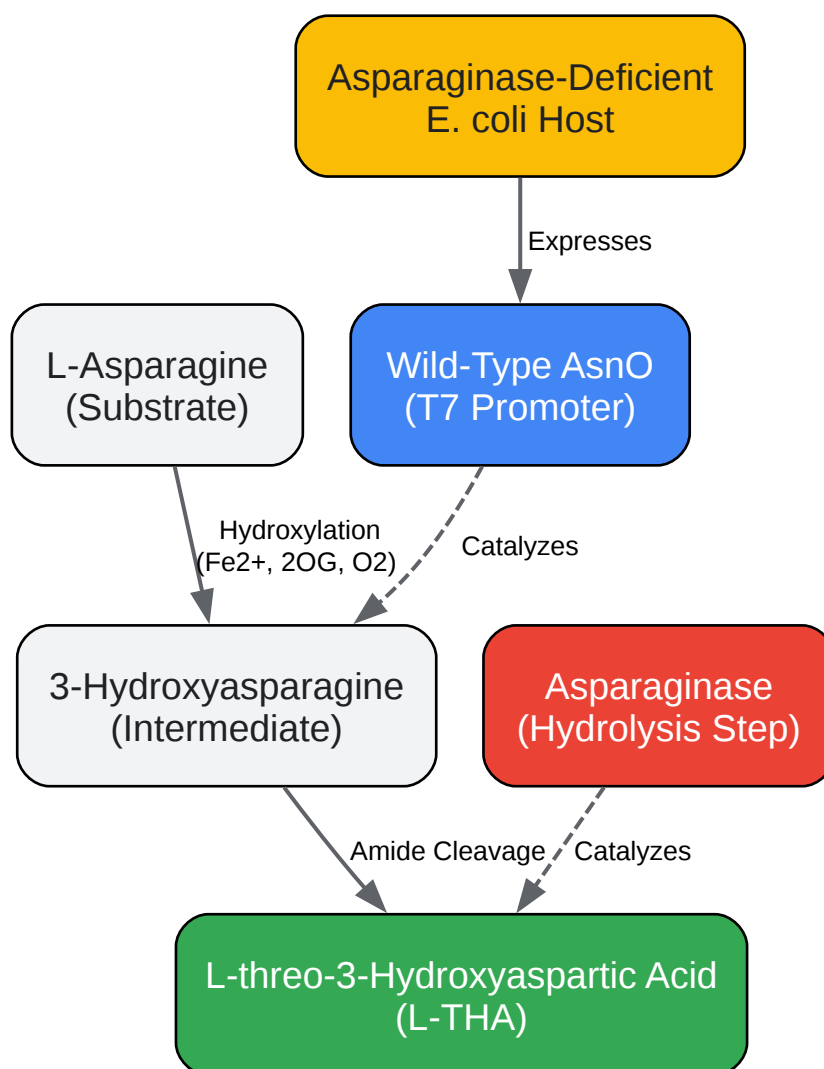 Asparaginase-Deficient
E. coli Host
Expresses
L-Asparagine
(Substrate)
Wild-Type AsnO
(T7 Promoter)
Hydroxylation
(Fe2+, 2OG, O2)
Catalyzes
3-Hydroxyasparagine
(Intermediate)
Asparaginase
(Hydrolysis Step)
Amide Cleavage
Catalyzes
L-threo-3-Hydroxyaspartic Acid
(L-THA)